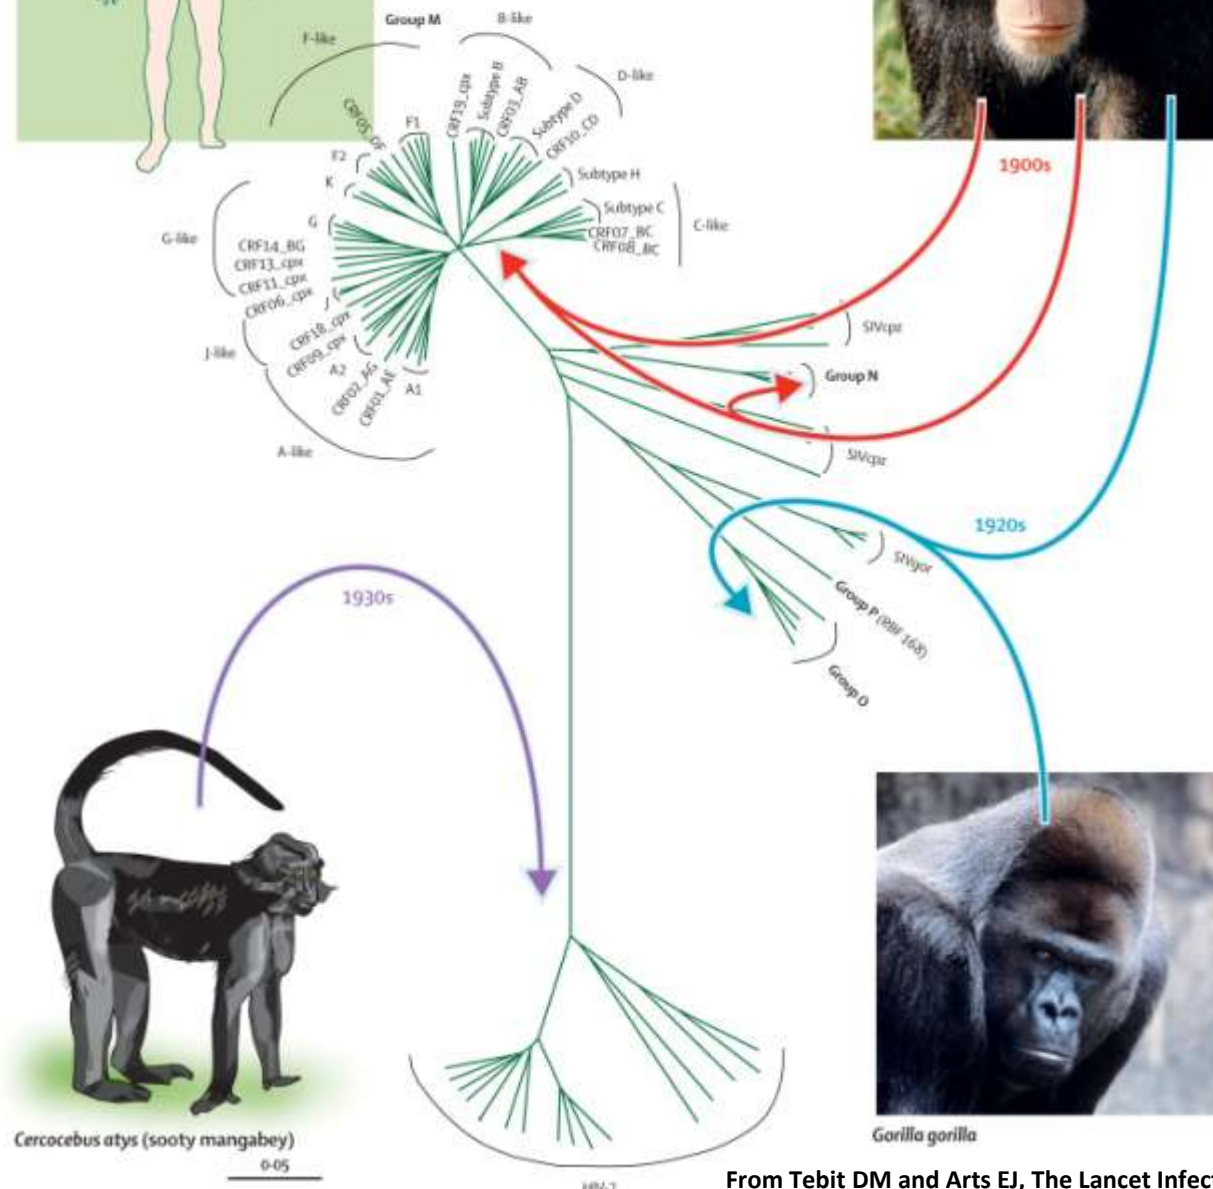 Group M
B-like
F-like
D-like
CRF19_cpx
Subtype B
CRF03_AB
Subtype D
CRF10_CD
CRF05_DF
F1
F2
K
Subtype H
Subtype C
CRF07_BC
CRF08_BC
C-like
G
G-like
CRF14_BG
CRF13_cpx
CRF11_cpx
CRF06_cpx
J
J-like
CRF18_cpx
CRF09_cpx
A2
CRF02_AG
CRF01_AE
A1
A-like
1900s
SIVcpz
Group N
SIVcpz
1920s
SIVgor
Group P (RBF 168)
Group O
1930s
Cercocebus atys (sooty mangabey)
0·05
Gorilla gorilla
From Tebit DM and Arts EJ, The Lancet Infect